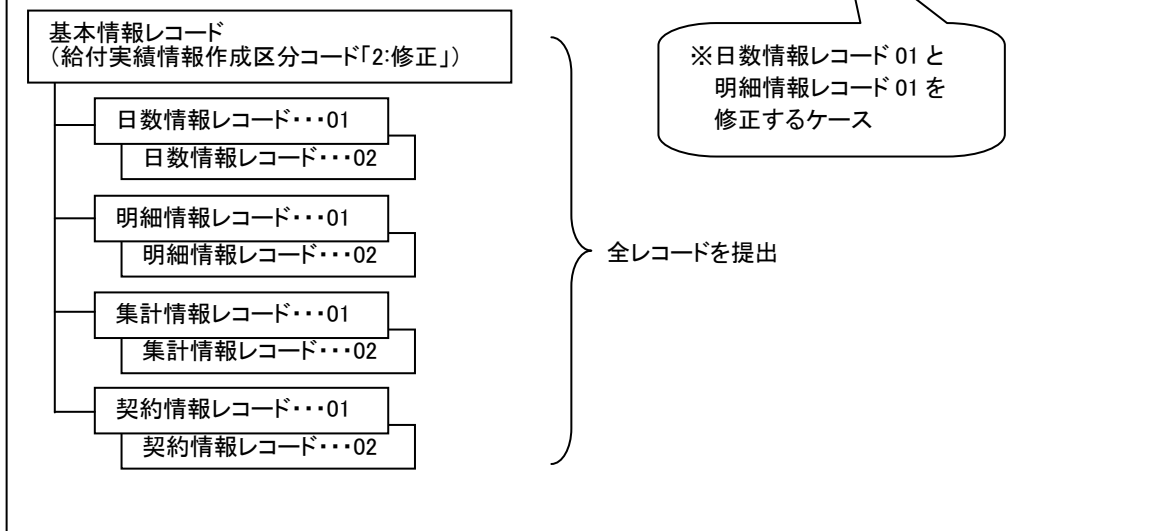 基本情報レコード
(給付実績情報作成区分コード「2:修正」)
日数情報レコード・・・01
日数情報レコード・・・02
明細情報レコード・・・01
明細情報レコード・・・02
集計情報レコード・・・01
集計情報レコード・・・02
契約情報レコード・・・01
契約情報レコード・・・02
全レコードを提出
※日数情報レコード 01 と
明細情報レコード 01 を
修正するケース